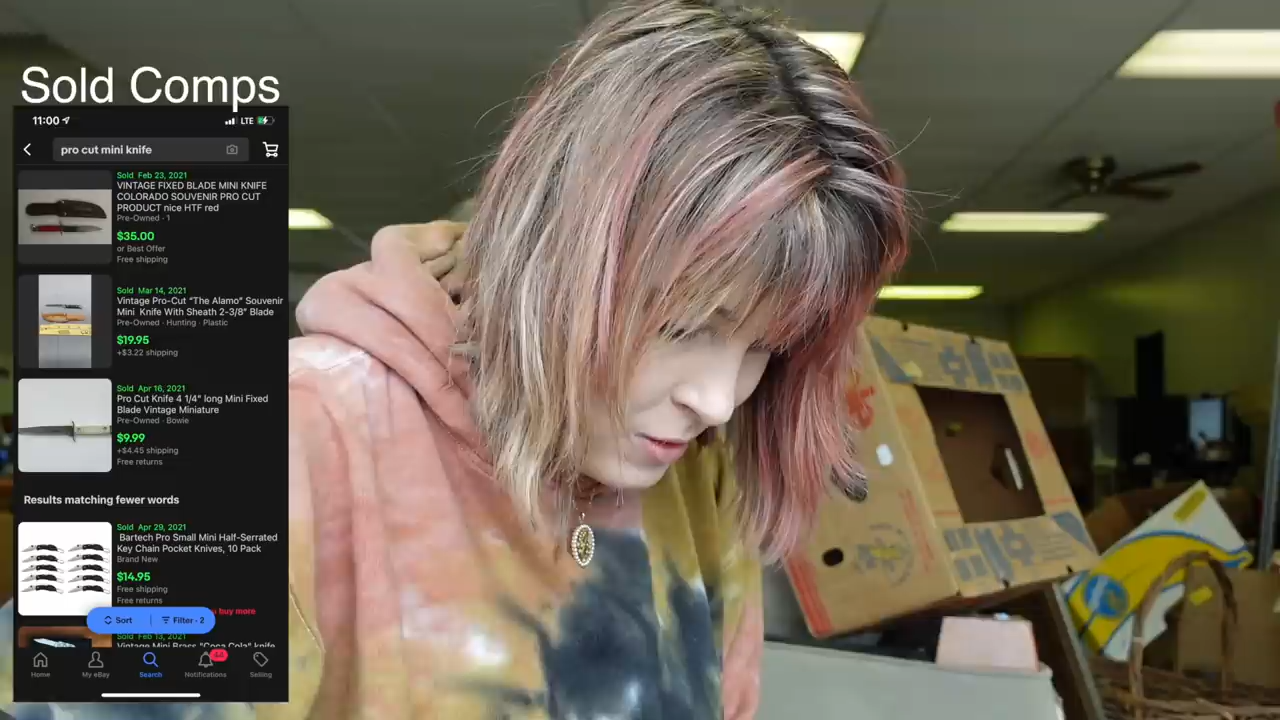 Sold Comps
11:00
LTE
pro cut mini knife
Sold Feb 23, 2021
VINTAGE FIXED BLADE MINI KNIFE
COLORADO SOUVENIR PRO CUT
PRODUCT nice HTF red
Pre-Owned · 1
$35.00
or Best Offer
Free shipping
Sold Mar 14, 2021
Vintage Pro-Cut "The Alamo" Souvenir
Mini Knife With Sheath 2-3/8" Blade
Pre-Owned · Hunting · Plastic
$19.95
+$3.22 shipping
Sold Apr 16, 2021
Pro Cut Knife 4 1/4" long Mini Fixed
Blade Vintage Miniature
Pre-Owned · Bowie
$9.99
+$4.45 shipping
Free returns
Results matching fewer words
Sold Apr 29, 2021
Bartech Pro Small Mini Half-Serrated
Key Chain Pocket Knives, 10 Pack
Brand New
$14.95
Free shipping
Free returns
buy more
Sort
Filter · 2
Sold Feb 13, 2021
Vintage Mini Brass "Coca Cola" knife
Home
My eBay
Search
Notifications
Selling